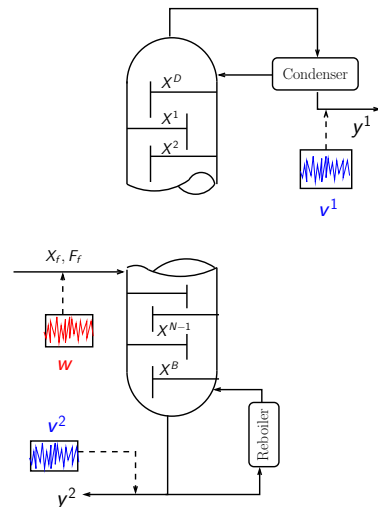 Condenser
X^D
X^1
y^1
X^2
v^1
X_f, F_f
X^{N-1}
w
X^B
Reboiler
v^2
y^2